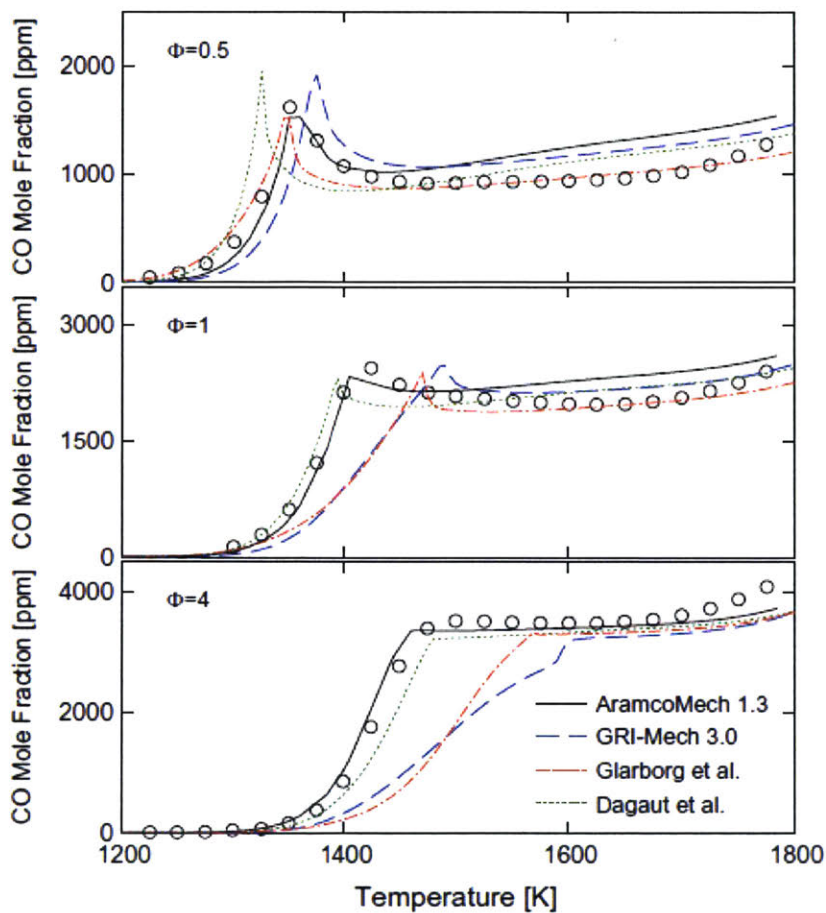 2000
Φ=0.5
CO Mole Fraction [ppm]
1000
0
3000
Φ=1
CO Mole Fraction [ppm]
1500
0
4000
Φ=4
CO Mole Fraction [ppm]
2000
AramcoMech 1.3
GRI-Mech 3.0
Glarborg et al.
Dagaut et al.
0
1200 1400 1600 1800
Temperature [K]